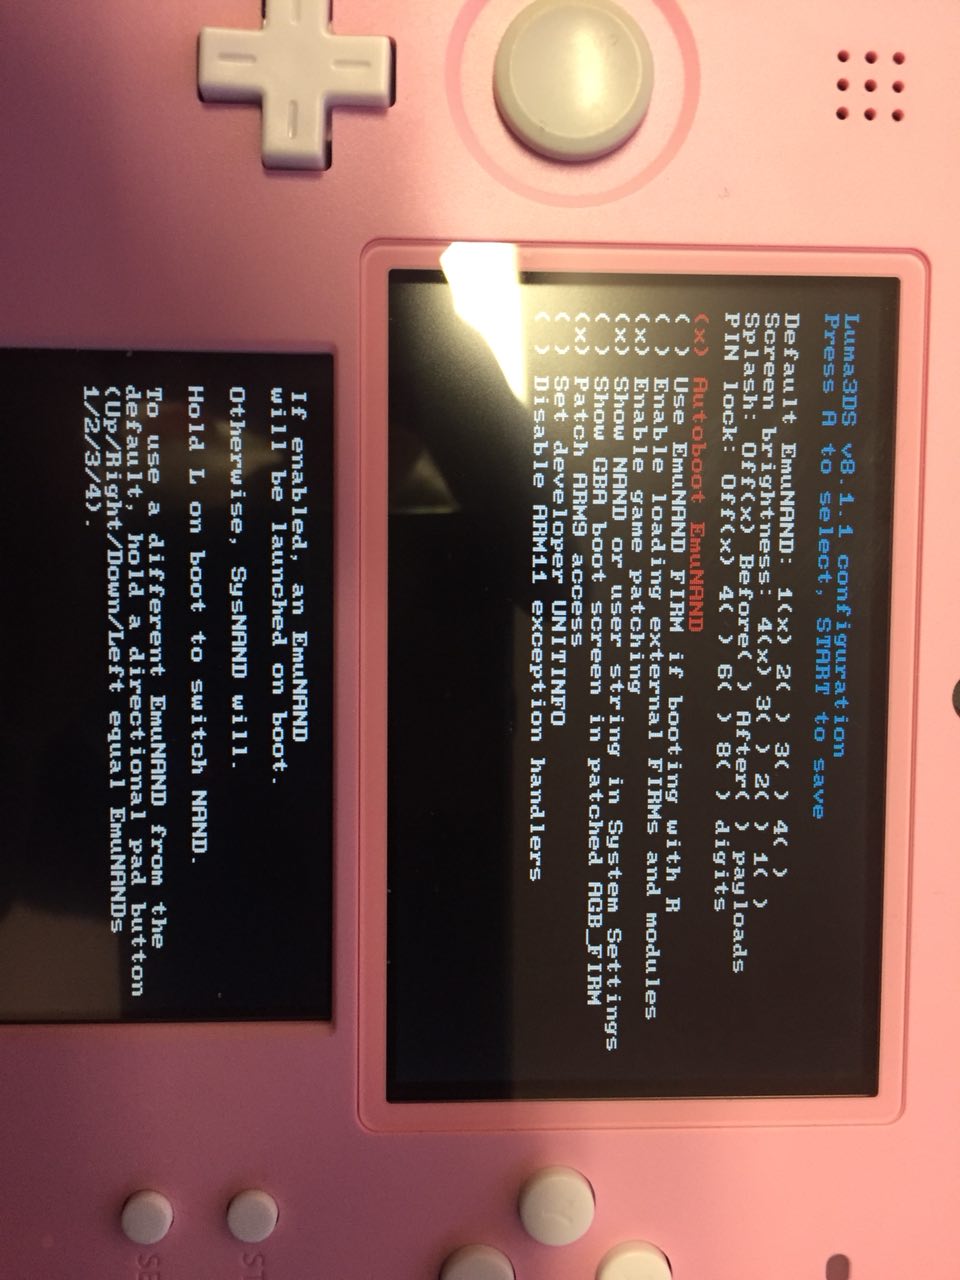 Luma3DS v8.1.1 configuration
Press A to select, START to save
Default EmuNAND: 1(x) 2( ) 3( ) 4( )
Screen brightness: 4(x) 3( ) 2( ) 1( )
Splash: Off(x) Before( ) After( ) payloads
PIN lock: Off(x) 4( ) 6( ) 8( ) digits
(x) Autoboot EmuNAND
( ) Use EmuNAND FIRM if booting with R
( ) Enable loading external FIRMs and modules
(x) Enable game patching
(x) Show NAND or user string in System Settings
( ) Show GBA boot screen in patched AGB_FIRM
(x) Patch ARM9 access
( ) Set developer UNITINFO
( ) Disable ARM11 exception handlers
If enabled, an EmuNAND
will be launched on boot.
Otherwise, SysNAND will.
Hold L on boot to switch NAND.
To use a different EmuNAND from the
default, hold a directional pad button
(Up/Right/Down/Left equal EmuNANDs
1/2/3/4).